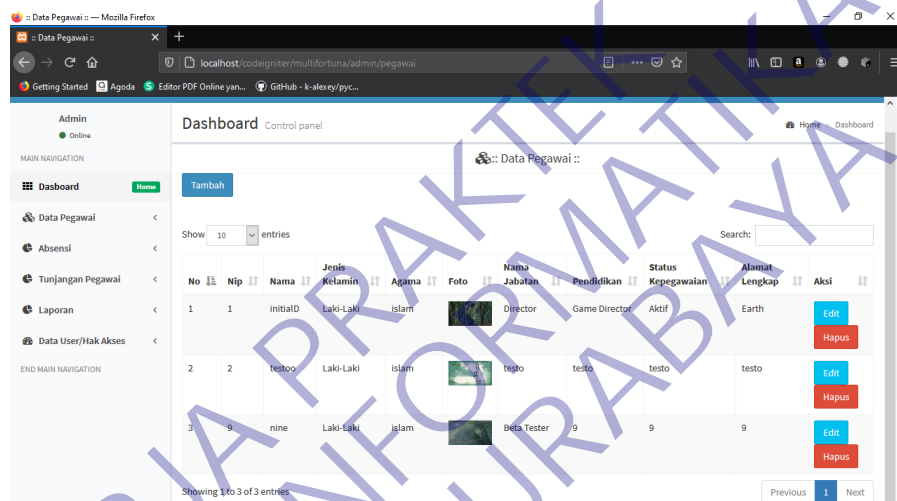 :: Data Pegawai :: — Mozilla Firefox
:: Data Pegawai ::
localhost/codeigniter/multifortuna/admin/pegawai
Getting Started Agoda Editor PDF Online yan... GitHub - k-alexey/pyc...
Admin
Online
MAIN NAVIGATION
Dasboard Home
Data Pegawai
Absensi
Tunjangan Pegawai
Laporan
Data User/Hak Akses
END MAIN NAVIGATION
Dashboard Control panel
Home > Dashboard
:: Data Pegawai ::
Tambah
Show 10 entries
Search:
No Nip Nama Jenis Kelamin Agama Foto Nama Jabatan Pendidikan Status Kepegawaian Alamat Lengkap Aksi
1 1 initialD Laki-Laki islam Director Game Director Aktif Earth Edit
Hapus
2 2 testoo Laki-Laki islam testo testo testo testo Edit
Hapus
3 9 nine Laki-Laki islam Beta Tester 9 9 9 Edit
Hapus
Showing 1 to 3 of 3 entries
Previous 1 Next
PRAKTEK
INFORMATIKA
SURABAYA